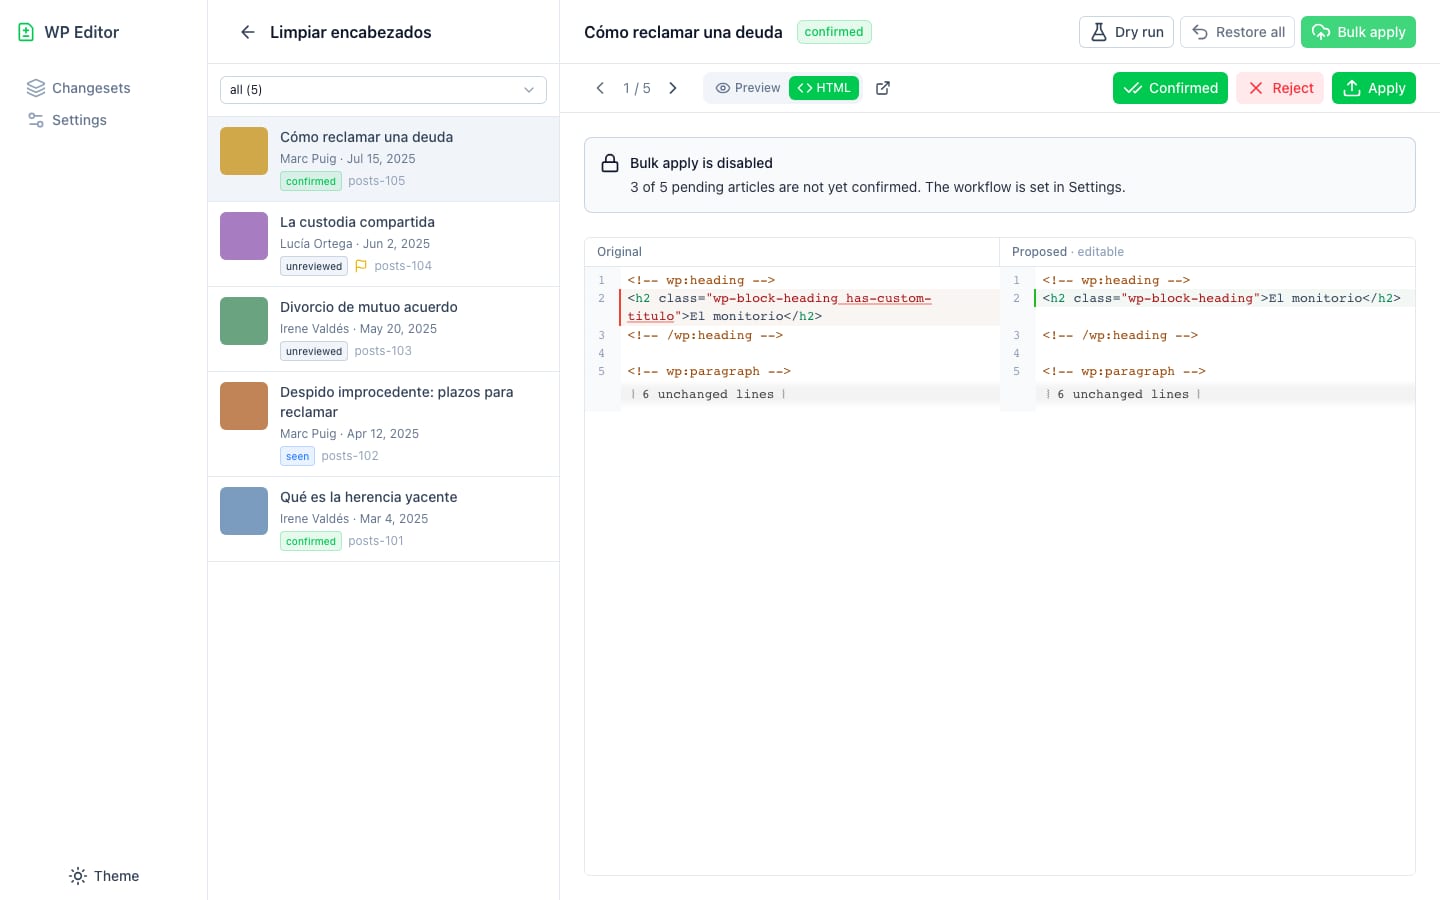 WP Editor
Changesets
Settings
Theme
Limpiar encabezados
all (5)
Cómo reclamar una deuda
Marc Puig · Jul 15, 2025
confirmed posts-105
La custodia compartida
Lucía Ortega · Jun 2, 2025
unreviewed posts-104
Divorcio de mutuo acuerdo
Irene Valdés · May 20, 2025
unreviewed posts-103
Despido improcedente: plazos para
reclamar
Marc Puig · Apr 12, 2025
seen posts-102
Qué es la herencia yacente
Irene Valdés · Mar 4, 2025
confirmed posts-101
Cómo reclamar una deuda confirmed
Dry run Restore all Bulk apply
1 / 5 Preview HTML Confirmed Reject Apply
Bulk apply is disabled
3 of 5 pending articles are not yet confirmed. The workflow is set in Settings.
Original
1 <!-- wp:heading -->
2 <h2 class="wp-block-heading has-custom-
titulo">El monitorio</h2>
3 <!-- /wp:heading -->
4
5 <!-- wp:paragraph -->
6 unchanged lines
Proposed · editable
1 <!-- wp:heading -->
2 <h2 class="wp-block-heading">El monitorio</h2>
3 <!-- /wp:heading -->
4
5 <!-- wp:paragraph -->
6 unchanged lines